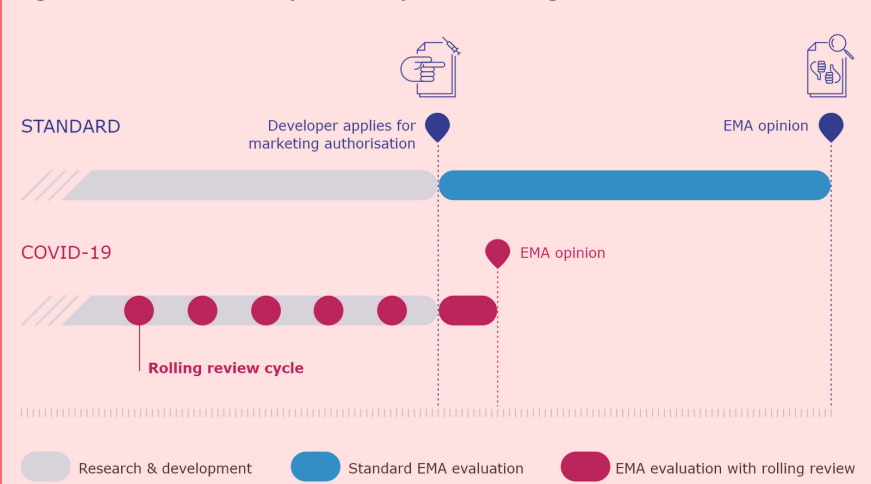 STANDARD
Developer applies for
marketing authorisation
EMA opinion
COVID-19
EMA opinion
Rolling review cycle
Research & development
Standard EMA evaluation
EMA evaluation with rolling review